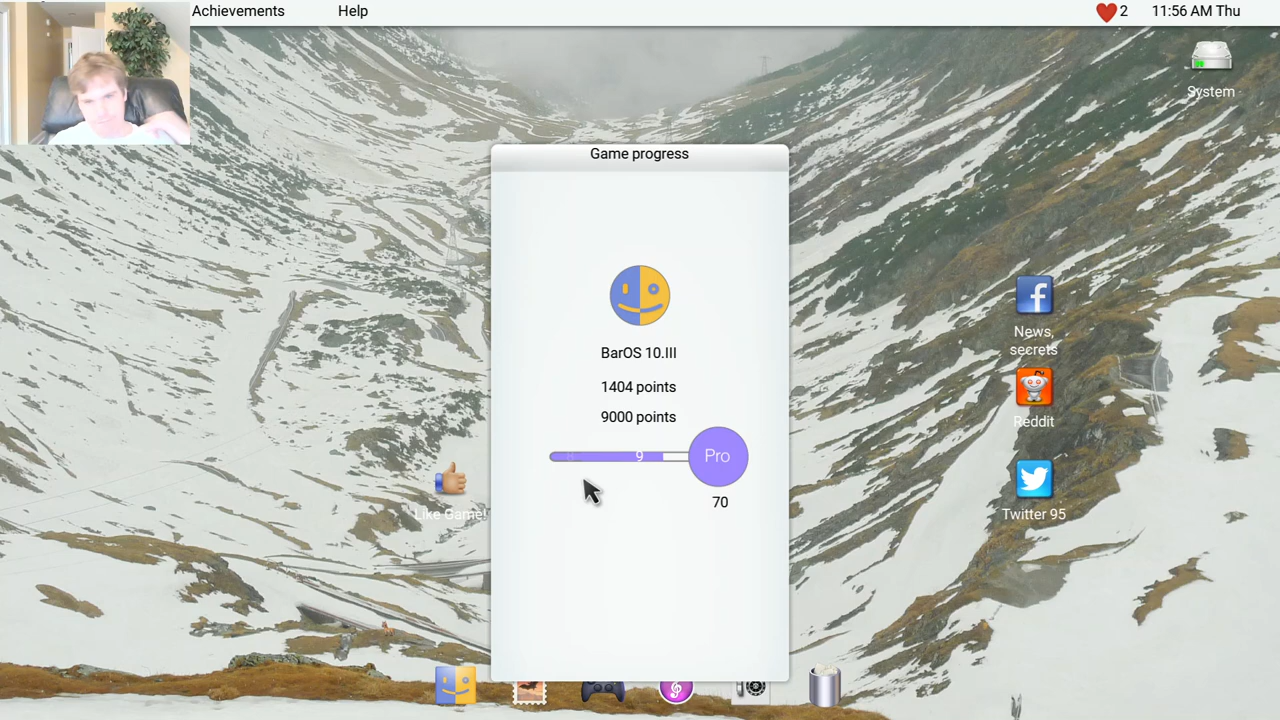 Achievements
Help
2
11:56 AM Thu
System
Game progress
BarOS 10.III
1404 points
9000 points
9
Pro
70
Like Game!
News,
secrets
Reddit
Twitter 95